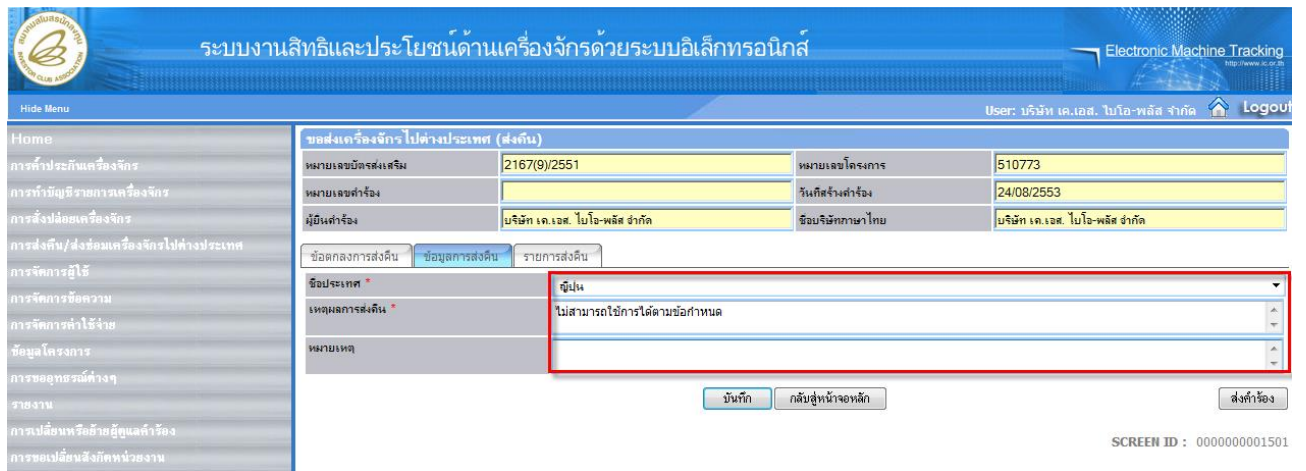 สมาคมสโมสรนักลงทุน
INVESTOR CLUB ASSOCIATION
ระบบงานสิทธิและประโยชน์ด้านเครื่องจักรด้วยระบบอิเล็กทรอนิกส์
Electronic Machine Tracking
http://www.ic.or.th
Hide Menu
User: บริษัท เค.เอส. ไบโอ-พลัส จำกัด Logout
Home
การค้ำประกันเครื่องจักร
การทำบัญชีรายการเครื่องจักร
การสั่งปล่อยเครื่องจักร
การส่งคืน/ส่งซ่อมเครื่องจักรไปต่างประเทศ
การจัดการผู้ใช้
การจัดการข้อความ
การจัดการค่าใช้จ่าย
ข้อมูลโครงการ
การขออุทธรณ์ต่างๆ
รายงาน
การเปลี่ยนหรือย้ายผู้ดูแลคำร้อง
การขอเปลี่ยนสังกัดหน่วยงาน
ขอส่งเครื่องจักรไปต่างประเทศ (ส่งคืน)
หมายเลขบัตรส่งเสริม 2167(9)/2551 หมายเลขโครงการ 510773
หมายเลขคำร้อง วันที่สร้างคำร้อง 24/08/2553
ผู้ยื่นคำร้อง บริษัท เค.เอส. ไบโอ-พลัส จำกัด ชื่อบริษัทภาษาไทย บริษัท เค.เอส. ไบโอ-พลัส จำกัด
ข้อตกลงการส่งคืน ข้อมูลการส่งคืน รายการส่งคืน
ชื่อประเทศ * ญี่ปุ่น
เหตุผลการส่งคืน * ไม่สามารถใช้การได้ตามข้อกำหนด
หมายเหตุ
บันทึก กลับสู่หน้าจอหลัก ส่งคำร้อง
SCREEN ID : 0000000001501